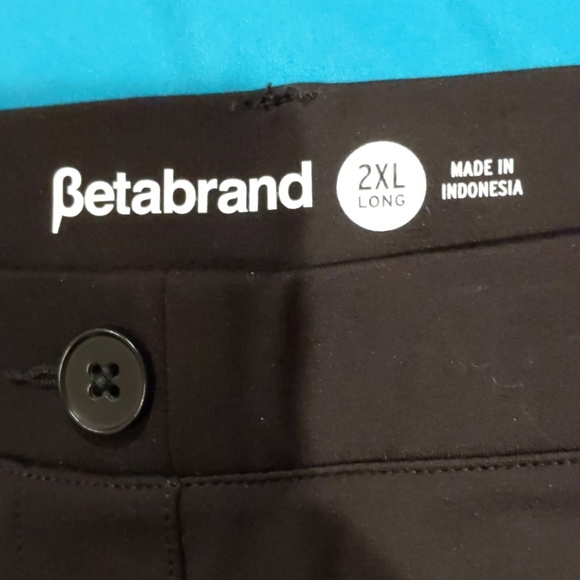 βetabrand
2XL
LONG
MADE IN
INDONESIA